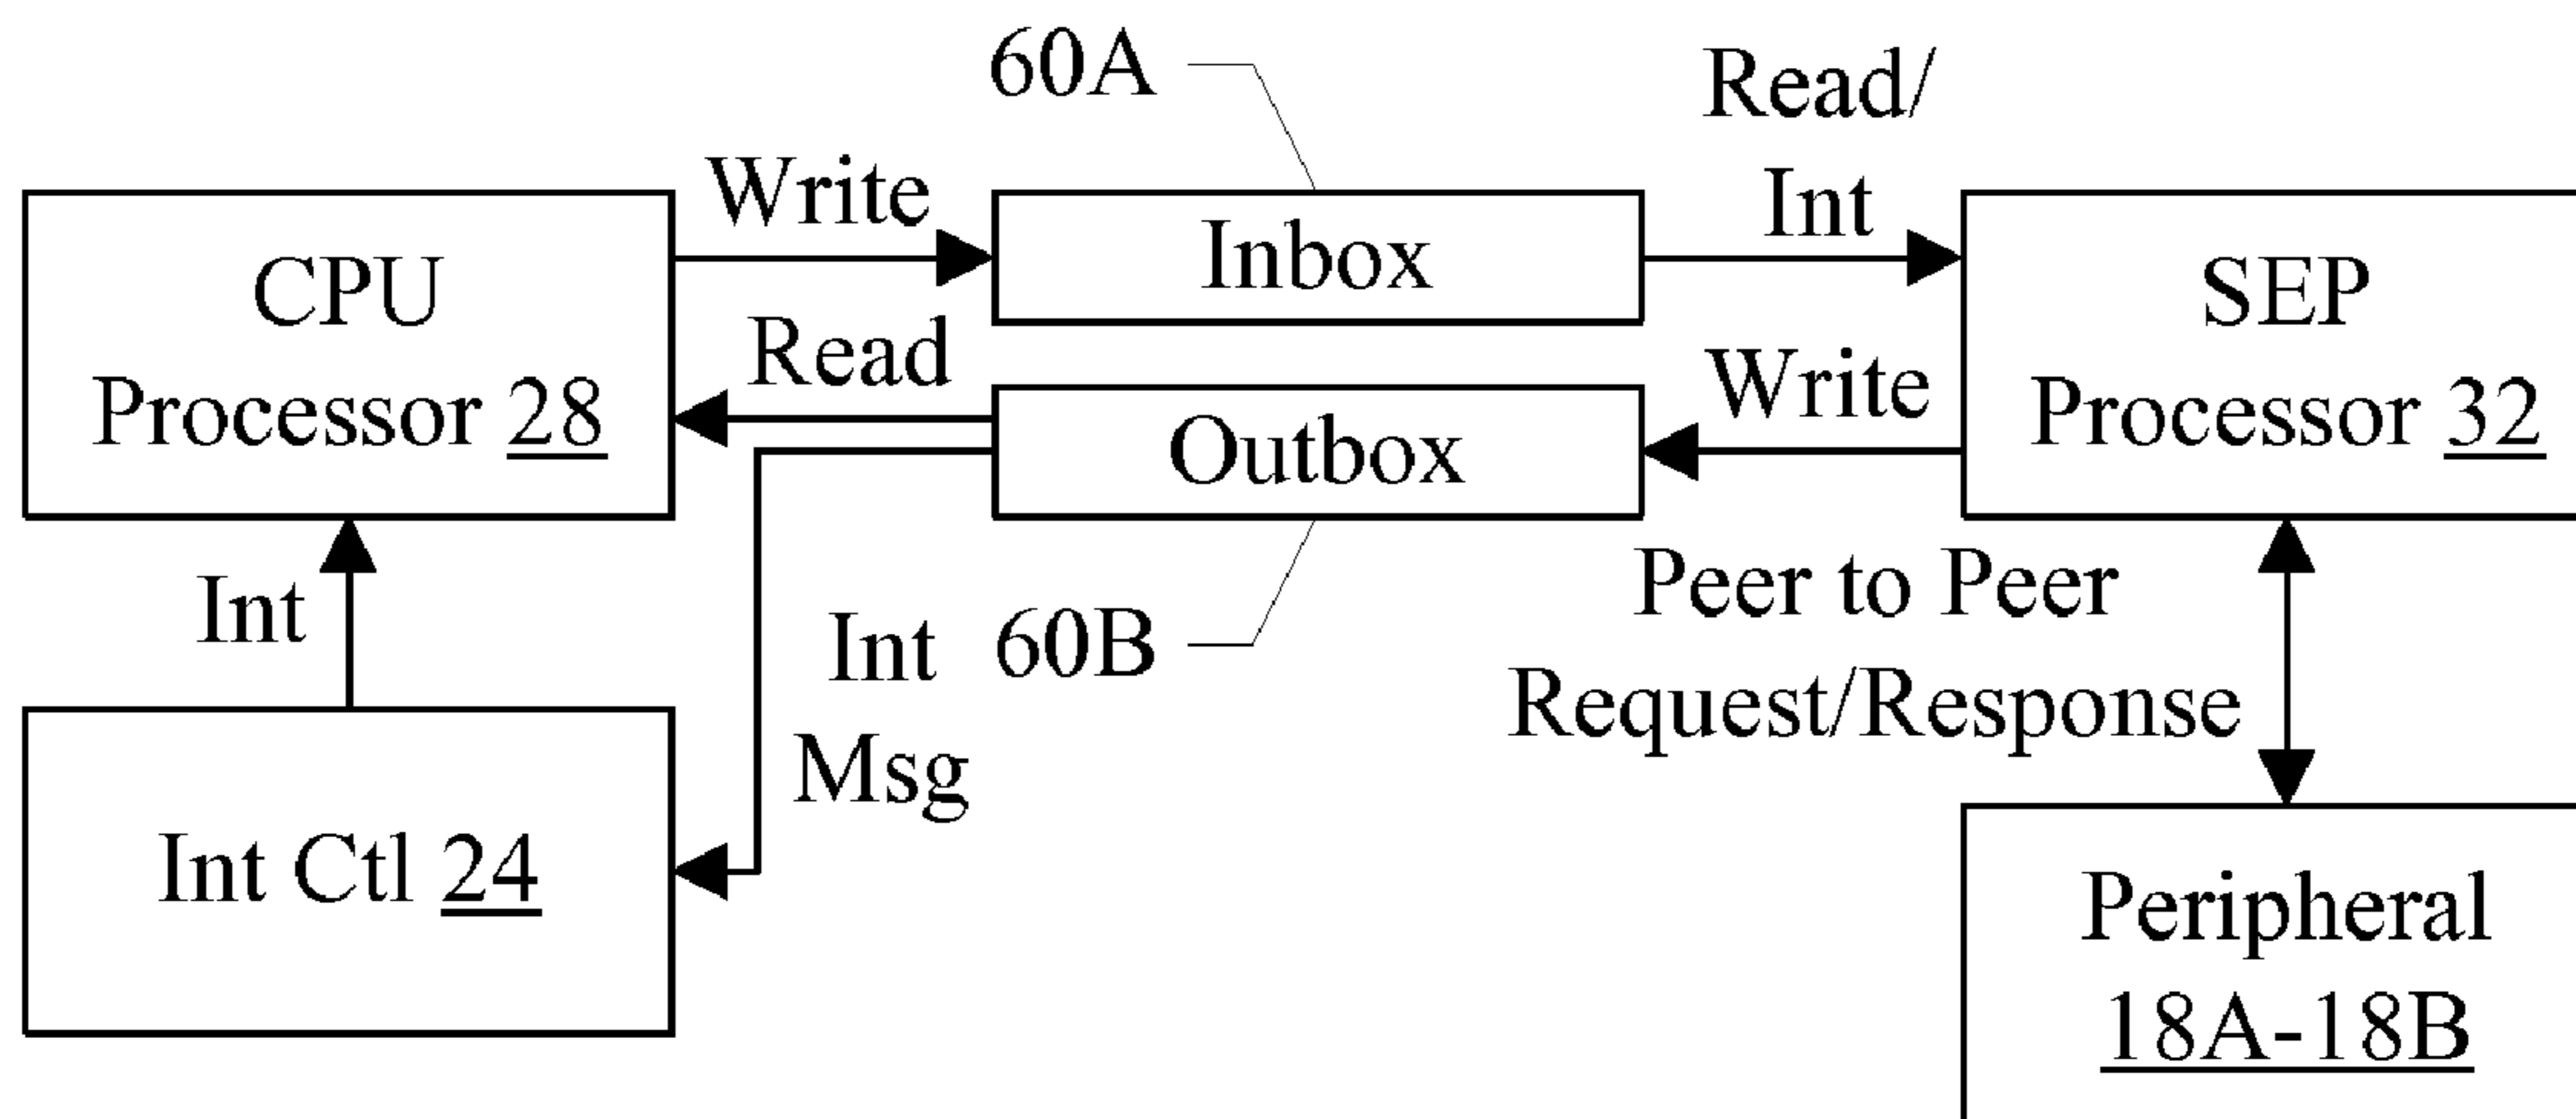 60A
Read/
Int
Write
Inbox
CPU
Processor 28
SEP
Processor 32
Read
Outbox
Write
Int
Int
Msg
60B
Peer to Peer
Request/Response
Int Ctl 24
Peripheral
18A-18B